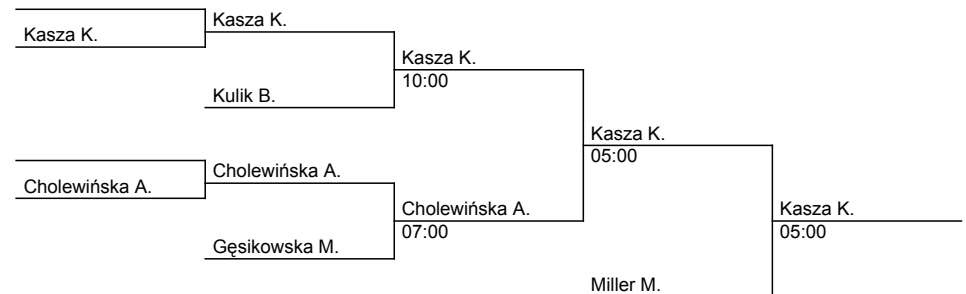 Kasza K.
Kasza K.
Kasza K.
10:00
Kulik B.
Kasza K.
05:00
Cholewińska A.
Cholewińska A.
Cholewińska A.
07:00
Kasza K.
05:00
Gęsikowska M.
Miller M.